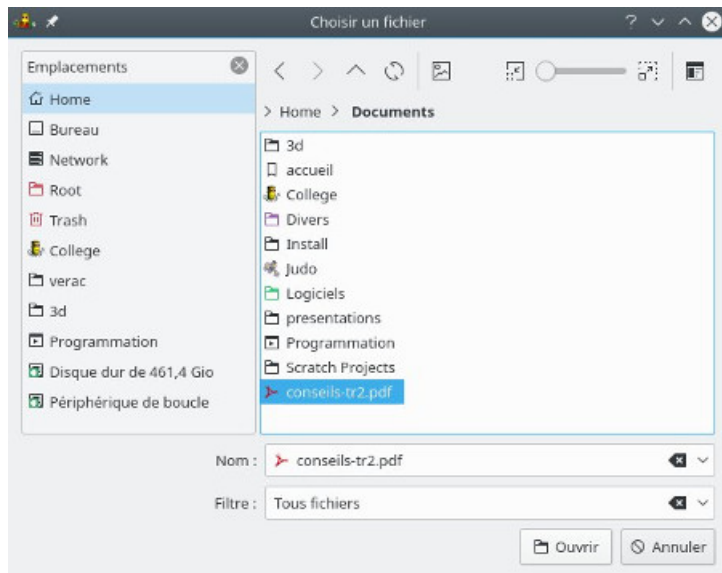 Choisir un fichier
Emplacements
Home
Bureau
Network
Root
Trash
College
verac
3d
Programmation
Disque dur de 461,4 Gio
Périphérique de boucle
> Home > Documents
3d
accueil
College
Divers
Install
Judo
Logiciels
presentations
Programmation
Scratch Projects
conseils-tr2.pdf
Nom : conseils-tr2.pdf
Filtre : Tous fichiers
Ouvrir Annuler